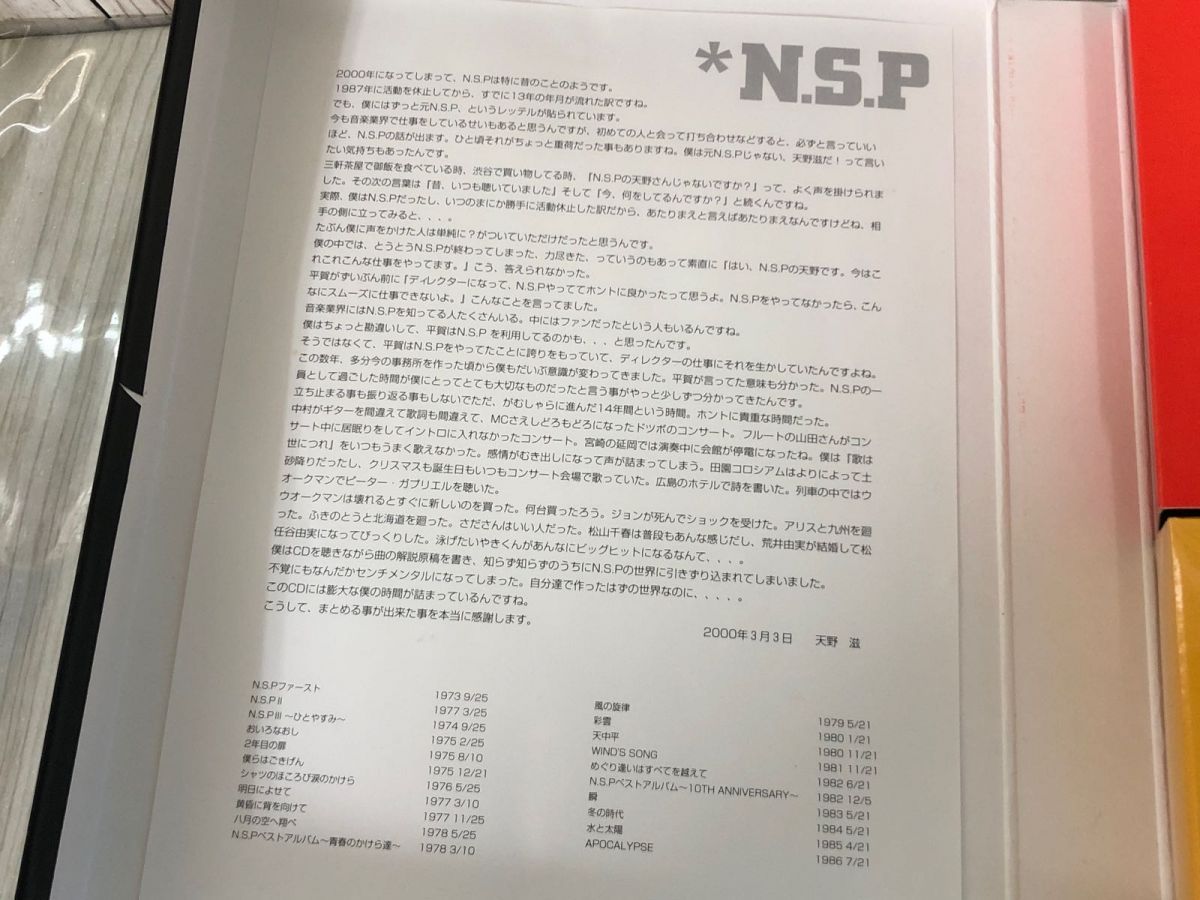 *N.S.P
2000年になってしまって、N.S.Pは特に昔のことのようです。
1987年に活動を休止してから、すでに13年の年月が流れた訳ですね。
でも、僕にはずっと元N.S.P、というレッテルが貼られています。
今も音楽業界で仕事をしているせいもあると思うんですが、初めての人と会って打ち合わせなどすると、必ずと言っていい
ほど、N.S.Pの話が出ます。ひと頃それがちょっと重荷だった事もありますね。僕は元N.S.Pじゃない、天野滋だ！って言い
たい気持ちもあったんです。
三軒茶屋で御飯を食べている時、渋谷で買い物してる時、「N.S.Pの天野さんじゃないですか？」って、よく声を掛けられま
した。その次の言葉は「昔、いつも聴いていました」そして「今、何をしてるんですか？」と続くんですね。
実際、僕はN.S.Pだったし、いつのまにか勝手に活動休止した訳だから、あたりまえと言えばあたりまえなんですけどね、相
手の側に立ってみると、、、。
たぶん僕に声をかけた人は単純に？がついていただけだったと思うんです。
僕の中では、とうとうN.S.Pが終わってしまった、力尽きた、っていうのもあって素直に「はい、N.S.Pの天野です。今はこ
れこれこんな仕事をやってます。」こう、答えられなかった。
平賀がずいぶん前に「ディレクターになって、N.S.Pやっててホントに良かったって思うよ。N.S.Pをやってなかったら、こん
なにスムーズに仕事できないよ。」こんなことを言ってました。
音楽業界にはN.S.Pを知ってる人たくさんいる。中にはファンだったという人もいるんですね。
僕はちょっと勘違いして、平賀はN.S.P を利用してるのかも、、、と思ったんです。
そうではなくて、平賀はN.S.Pをやってたことに誇りをもっていて、ディレクターの仕事にそれを生かしていたんですよね。
この数年、多分今の事務所を作った頃から僕もだいぶ意識が変わってきました。平賀が言ってた意味も分かった。N.S.Pの一
員として過ごした時間が僕にとってとても大切なものだったと言う事がやっと少しずつ分かってきたんです。
立ち止まる事も振り返る事もしないでただ、がむしゃらに進んだ14年間という時間。ホントに貴重な時間だった。
中村がギターを間違えて歌詞も間違えて、MCさえしどろもどろになったドツボのコンサート。フルートの山田さんがコン
サート中に居眠りをしてイントロに入れなかったコンサート。宮崎の延岡では演奏中に会館が停電になったね。僕は「歌は
世につれ」をいつもうまく歌えなかった。感情がむき出しになって声が詰まってしまう。田園コロシアムはよりによって土
砂降りだったし、クリスマスも誕生日もいつもコンサート会場で歌っていた。広島のホテルで詩を書いた。列車の中ではウ
オークマンでピーター・ガブリエルを聴いた。
ウオークマンは壊れるとすぐに新しいのを買った。何台買ったろう。ジョンが死んでショックを受けた。アリスと九州を廻
った。ふきのとうと北海道を廻った。さださんはいい人だった。松山千春は普段もあんな感じだし、荒井由実が結婚して松
任谷由実になってびっくりした。泳げたいやきくんがあんなにビッグヒットになるなんて、、、。
僕はCDを聴きながら曲の解説原稿を書き、知らず知らずのうちにN.S.Pの世界に引きずり込まれてしまいました。
不覚にもなんだかセンチメンタルになってしまった。自分達で作ったはずの世界なのに、、、、。
このCDには膨大な僕の時間が詰まっているんですね。
こうして、まとめる事が出来た事を本当に感謝します。
2000年3月3日 天野 滋
N.S.Pファースト 1973 9/25
N.S.P II 1977 3/25
N.S.P III 〜ひとやすみ〜 1974 9/25
おいろなおし 1975 2/25
2年目の扉 1975 8/10
僕らはごきげん 1975 12/21
シャツのほころび涙のかけら 1976 5/25
明日によせて 1977 3/10
黄昏に背を向けて 1977 11/25
八月の空へ翔べ 1978 5/25
N.S.Pベストアルバム〜青春のかけら達〜 1978 3/10
風の旋律 1979 5/21
彩雲 1980 1/21
天中平 1980 11/21
WIND'S SONG 1981 11/21
めぐり逢いはすべてを越えて 1982 6/21
N.S.Pベストアルバム〜10TH ANNIVERSARY〜 1982 12/5
瞬 1983 5/21
冬の時代 1984 5/21
水と太陽 1985 4/21
APOCALYPSE 1986 7/21